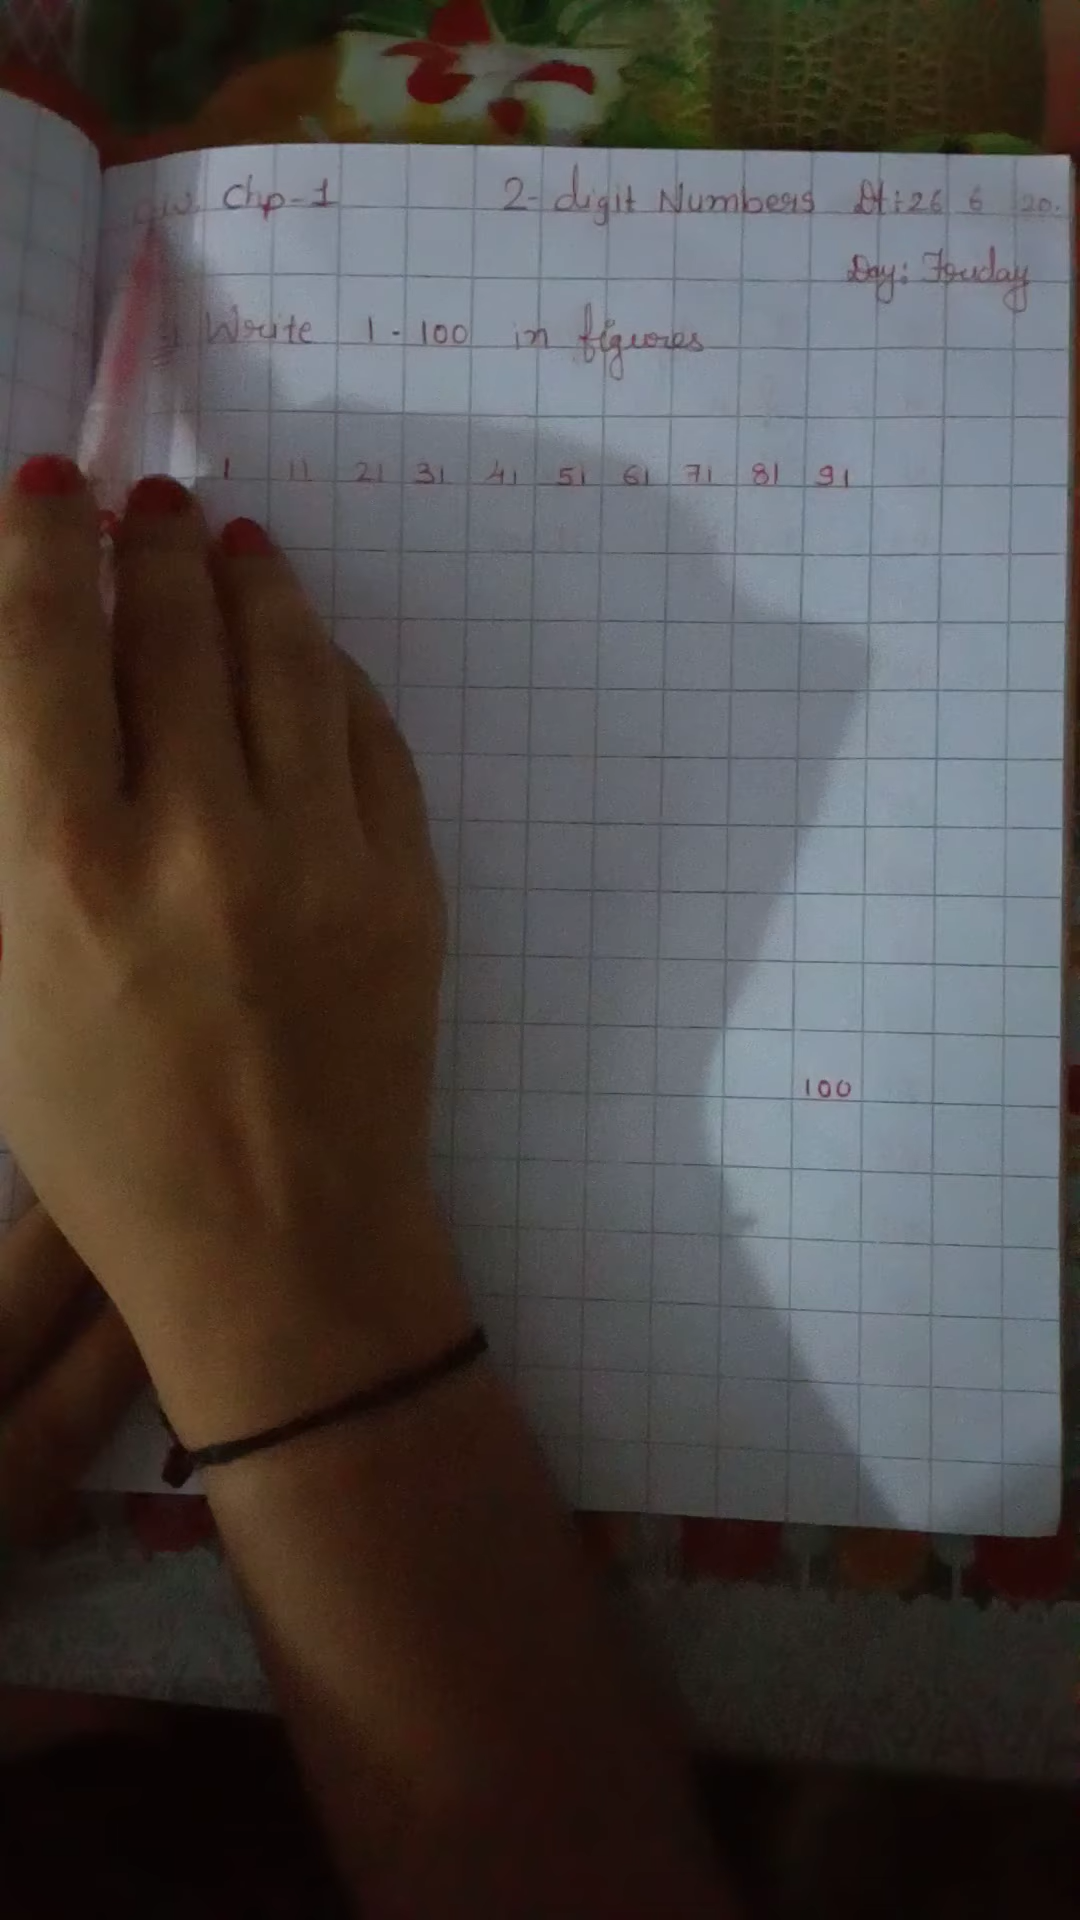 C.W. Chp-1 2-digit Numbers Dt:26 6 20.
Day: Friday
Write 1-100 in figures
1 11 21 31 41 51 61 71 81 91
100